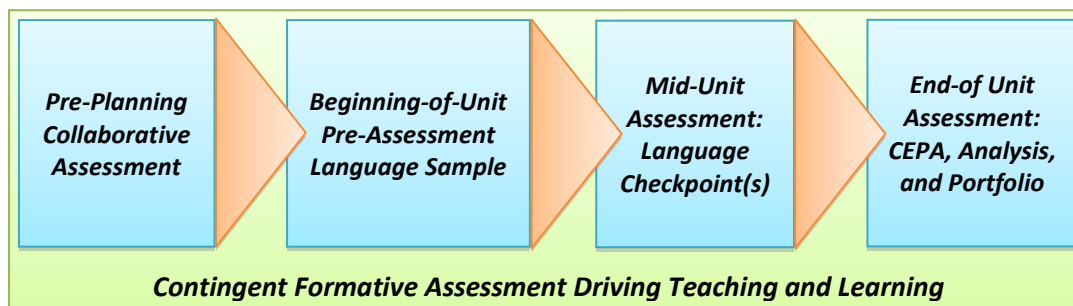 Pre-Planning
Collaborative
Assessment
Beginning-of-Unit
Pre-Assessment
Language Sample
Mid-Unit
Assessment:
Language
Checkpoint(s)
End-of Unit
Assessment:
CEPA, Analysis,
and Portfolio
Contingent Formative Assessment Driving Teaching and Learning